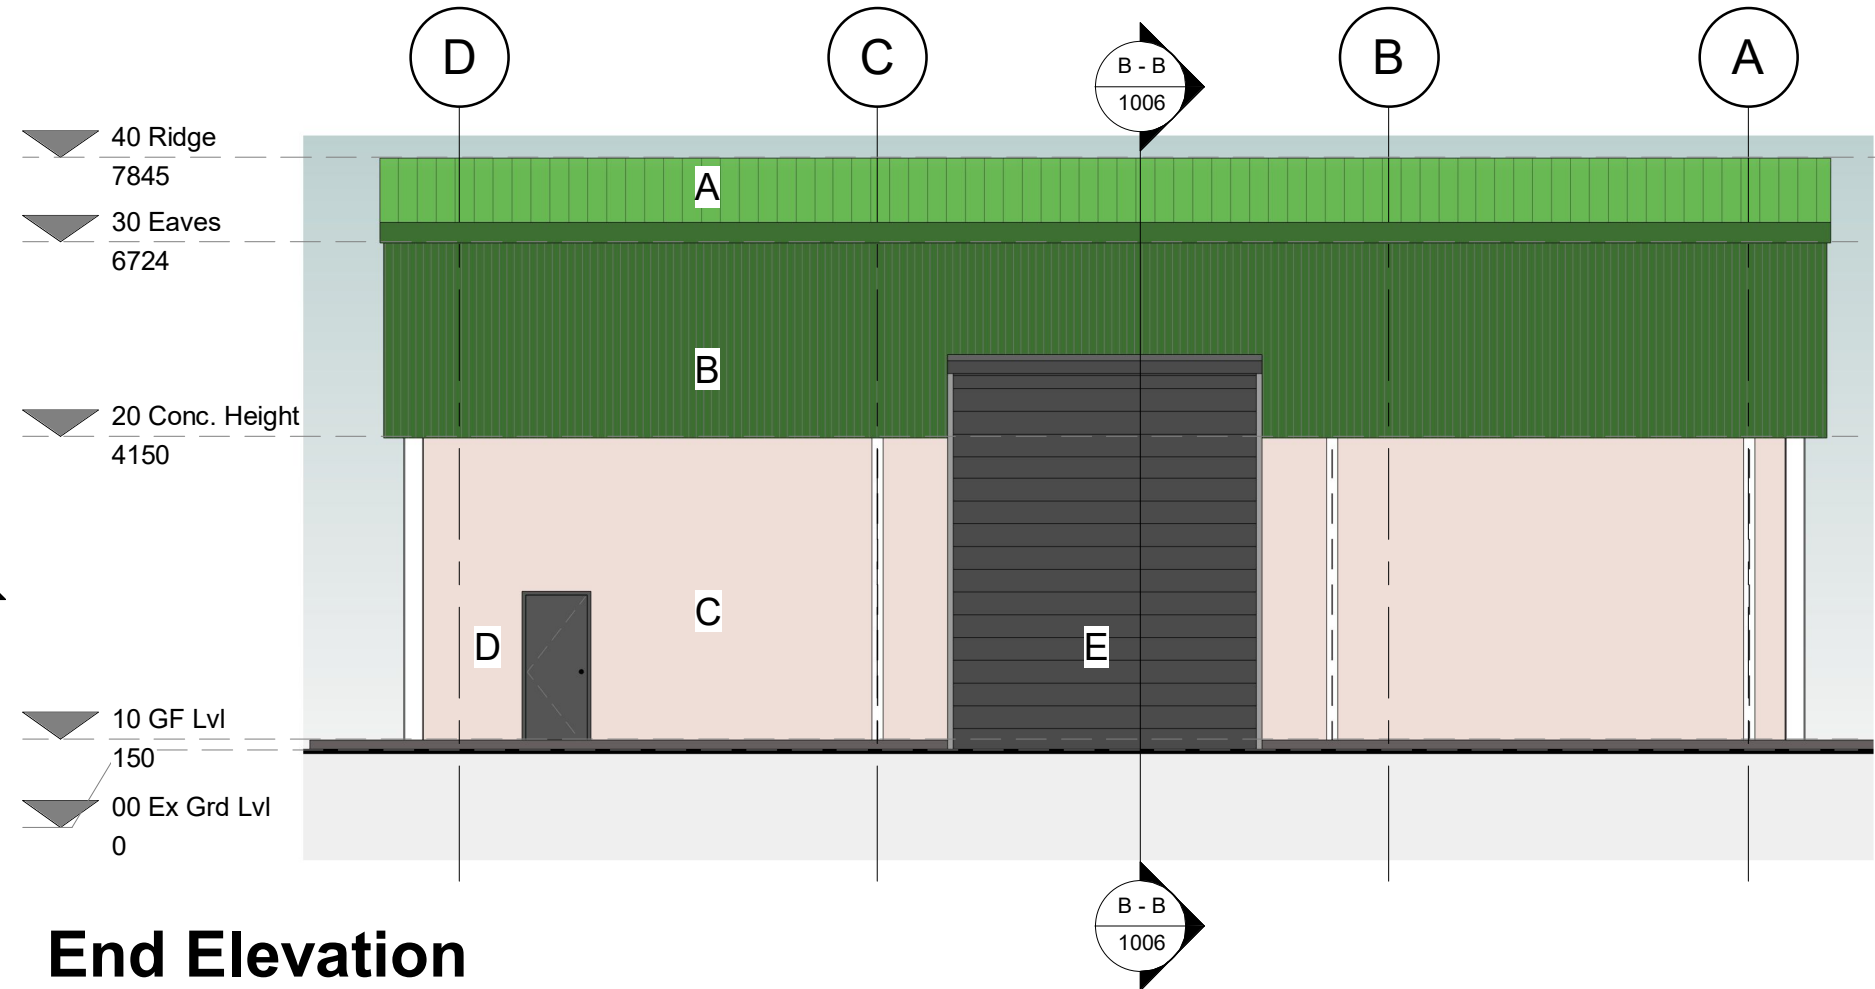 D
C
B
A
B - B
1006
40 Ridge
7845
30 Eaves
6724
20 Conc. Height
4150
10 GF Lvl
150
00 Ex Grd Lvl
0
A
B
C
D
E
B - B
1006
End Elevation